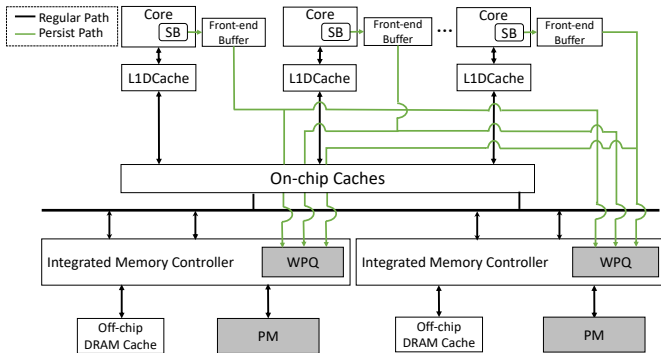 Regular Path
Persist Path
Core
SB
Front-end
Buffer
Core
SB
Front-end
Buffer
...
Core
SB
Front-end
Buffer
L1DCache
L1DCache
L1DCache
On-chip Caches
Integrated Memory Controller
WPQ
Integrated Memory Controller
WPQ
Off-chip
DRAM Cache
PM
Off-chip
DRAM Cache
PM